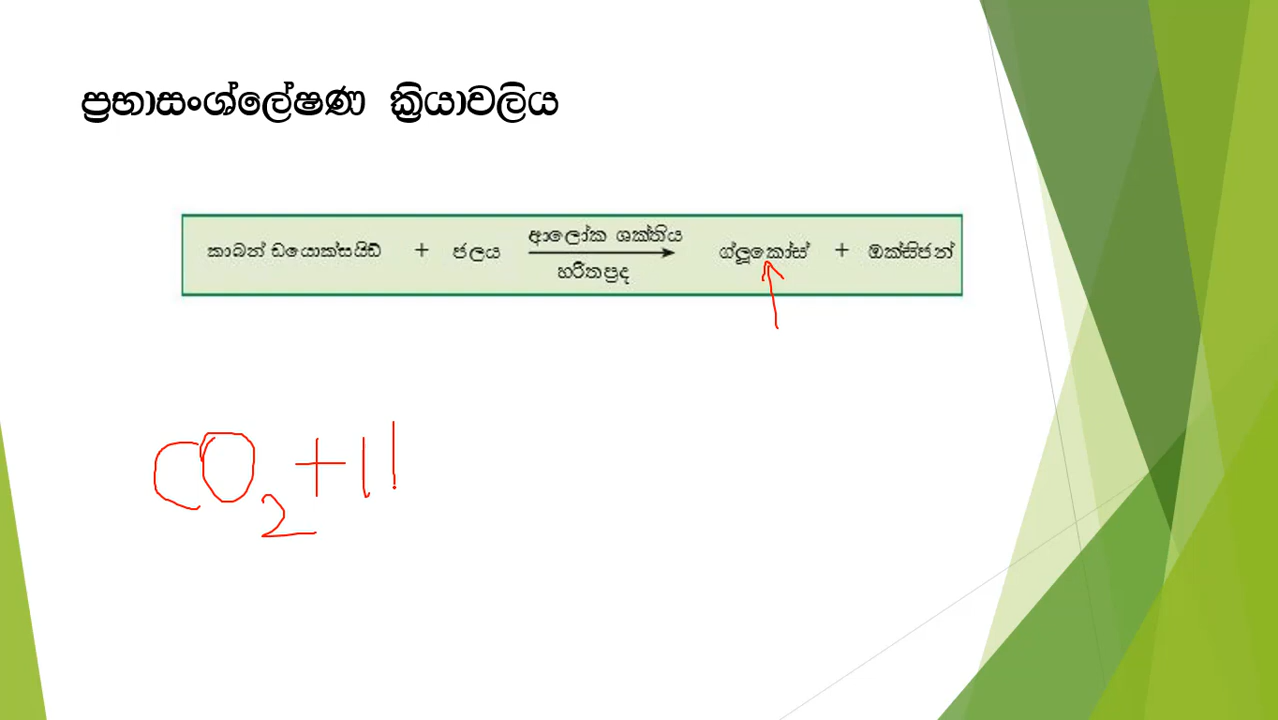 ප්‍රභාසංශ්ලේෂණ ක්‍රියාවලිය
කාබන් ඩයොක්සයිඩ් + ජලය ආලෝක ශක්තිය ග්ලූකෝස් + ඔක්සිජන්
හරිතප්‍රද
CO2 +